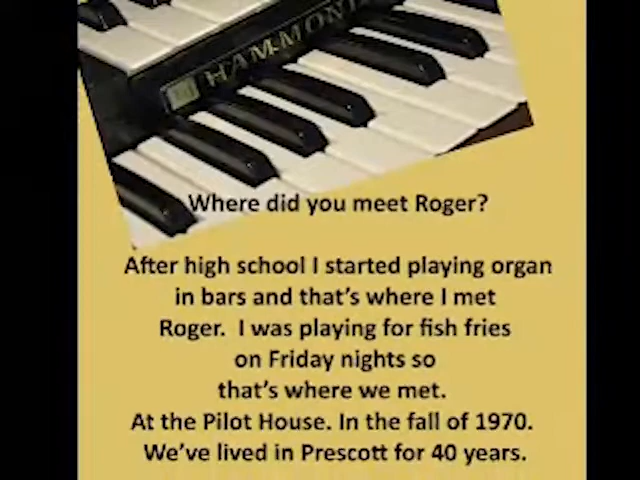 HAMMOND
Where did you meet Roger?
After high school I started playing organ
in bars and that's where I met
Roger.  I was playing for fish fries
on Friday nights so
that's where we met.
At the Pilot House. In the fall of 1970.
We've lived in Prescott for 40 years.